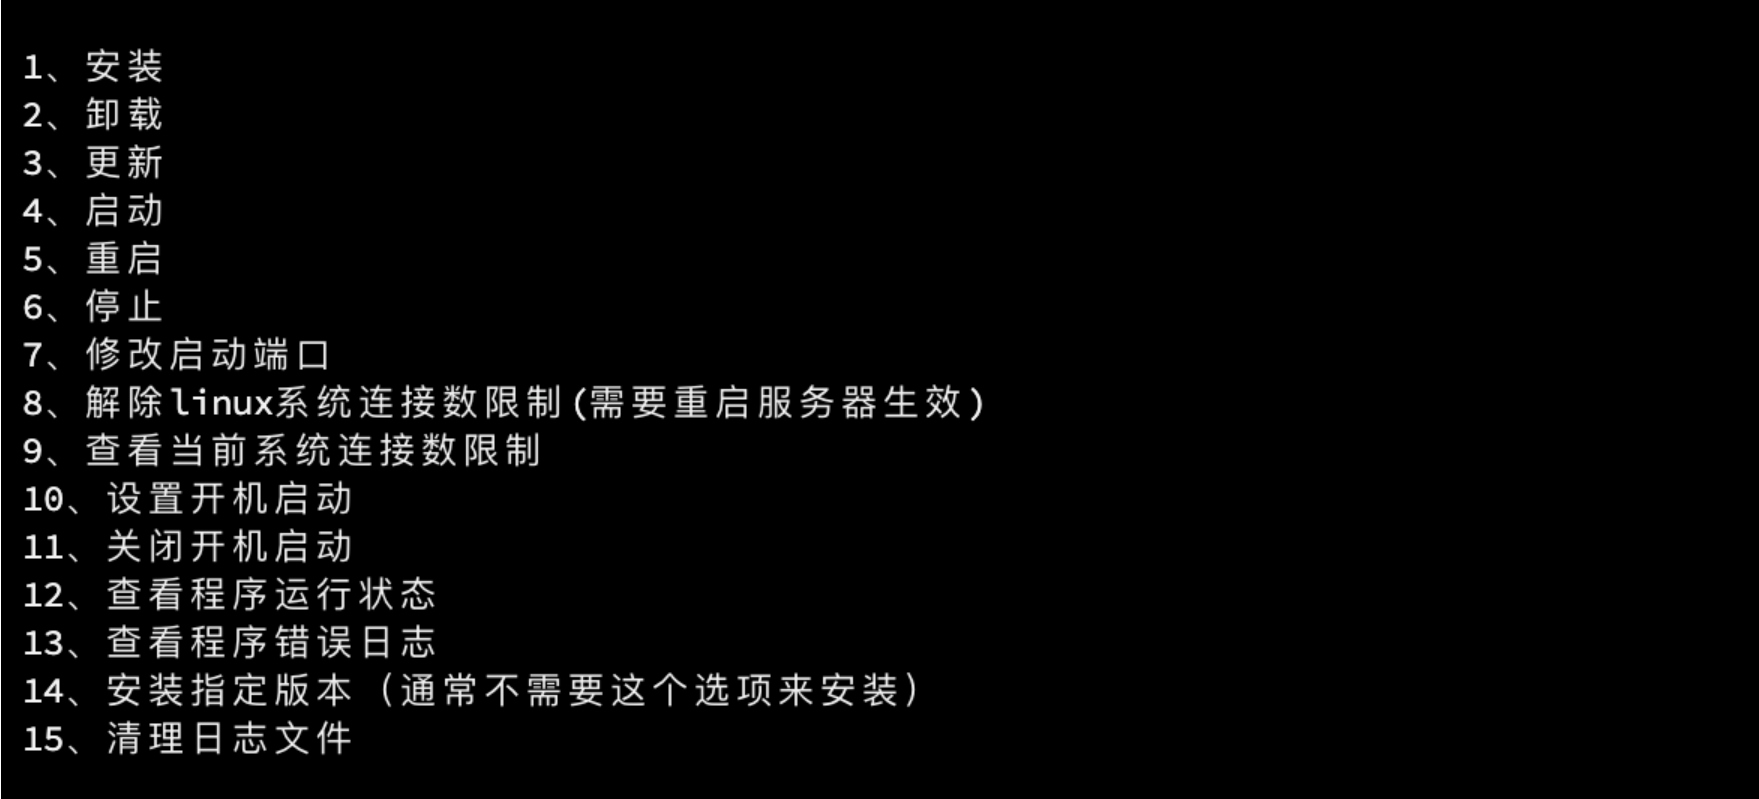 1、安装
2、卸载
3、更新
4、启动
5、重启
6、停止
7、修改启动端口
8、解除linux系统连接数限制(需要重启服务器生效)
9、查看当前系统连接数限制
10、设置开机启动
11、关闭开机启动
12、查看程序运行状态
13、查看程序错误日志
14、安装指定版本（通常不需要这个选项来安装）
15、清理日志文件